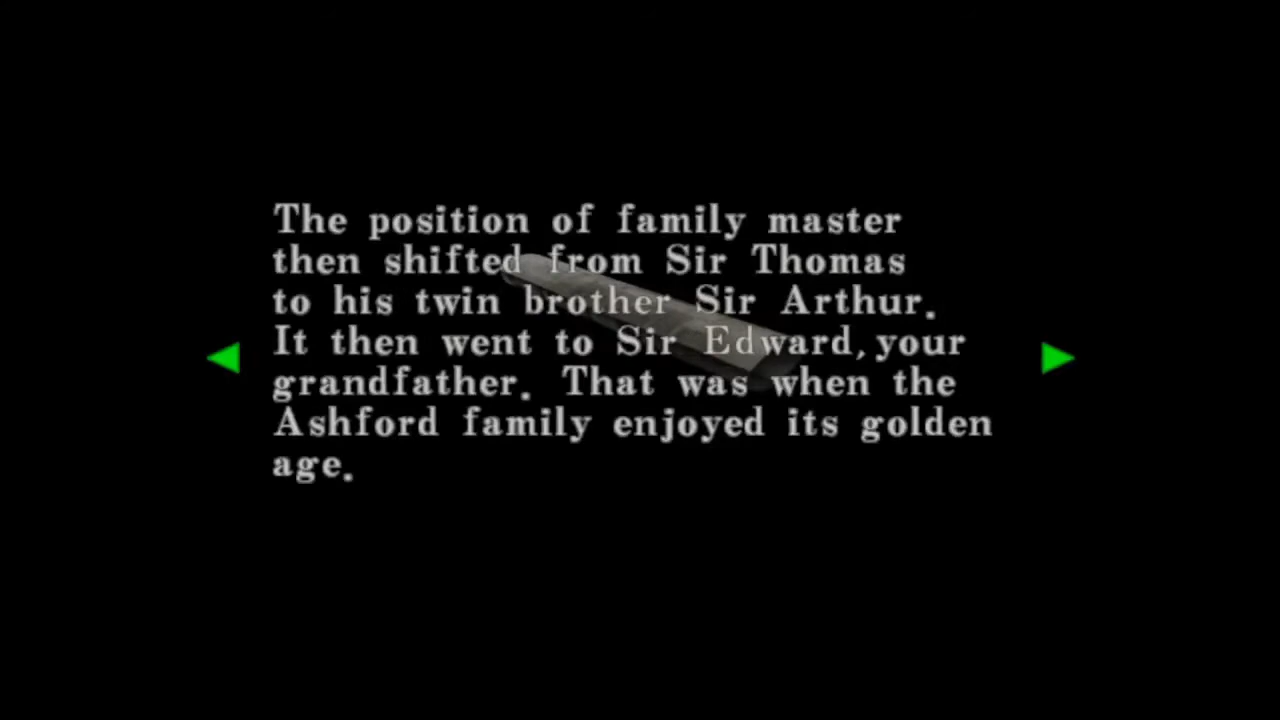 The position of family master
then shifted from Sir Thomas
to his twin brother Sir Arthur.
It then went to Sir Edward, your
grandfather. That was when the
Ashford family enjoyed its golden
age.